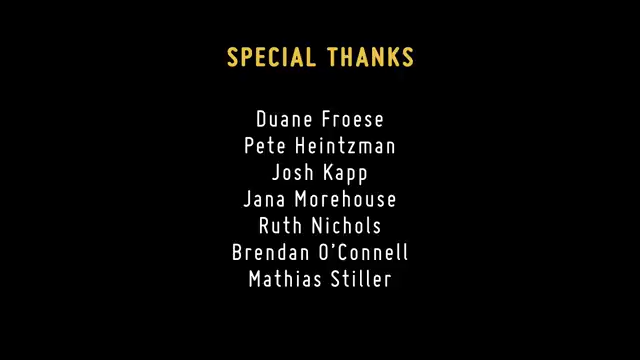 SPECIAL THANKS
Duane Froese
Pete Heintzman
Josh Kapp
Jana Morehouse
Ruth Nichols
Brendan O’Connell
Mathias Stiller